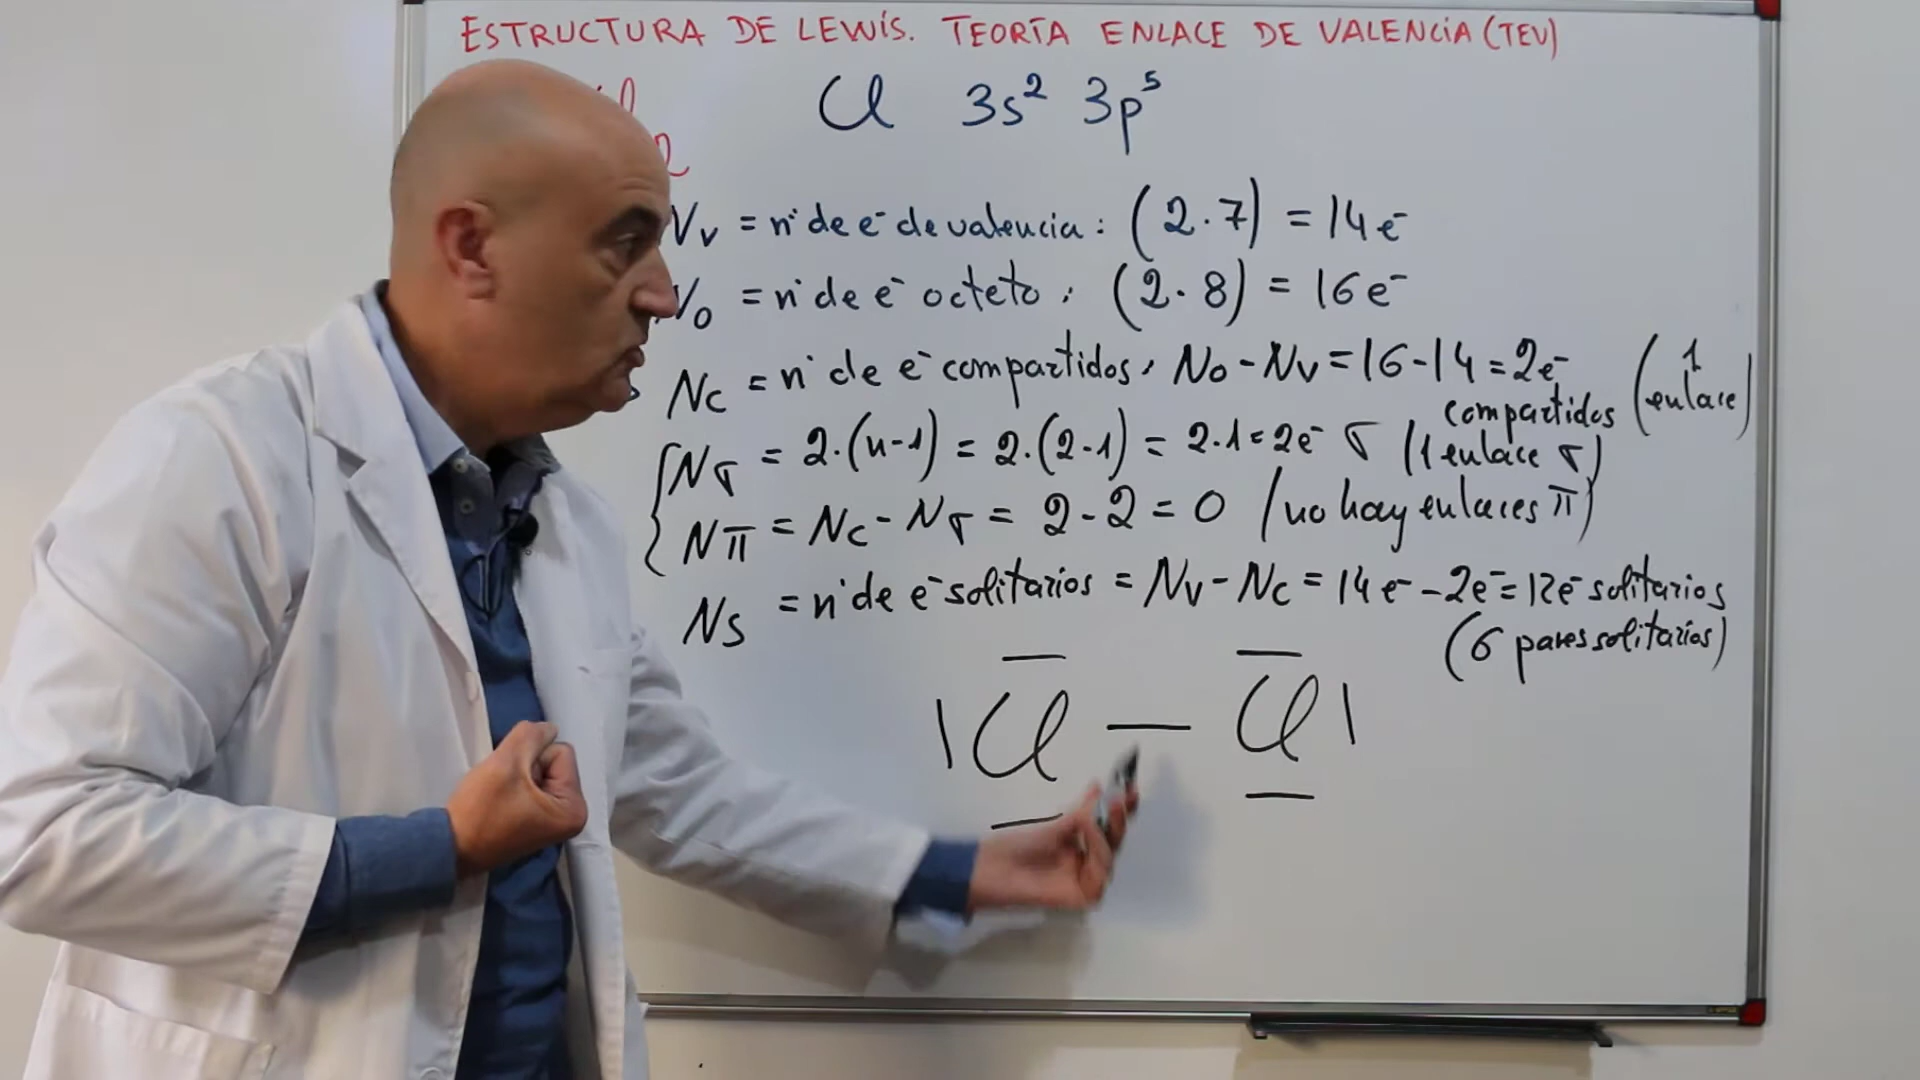 ESTRUCTURA DE LEWIS. TEORÍA ENLACE DE VALENCIA (TEV)
Cl 3s² 3p⁵
Nv = nº de e⁻ de valencia: (2·7) = 14e⁻
No = nº de e⁻ octeto: (2·8) = 16e⁻
Nc = nº de e⁻ compartidos: No - Nv = 16-14 = 2e⁻ compartidos (1 enlace)
Nσ = 2·(n-1) = 2·(2-1) = 2·1 = 2e⁻ σ (1 enlace σ)
Nπ = Nc - Nσ = 2-2 = 0 (no hay enlaces π)
Ns = nº de e⁻ solitarios = Nv - Nc = 14e⁻ - 2e⁻ = 12e⁻ solitarios
(6 pares solitarios)
|Cl — Cl|